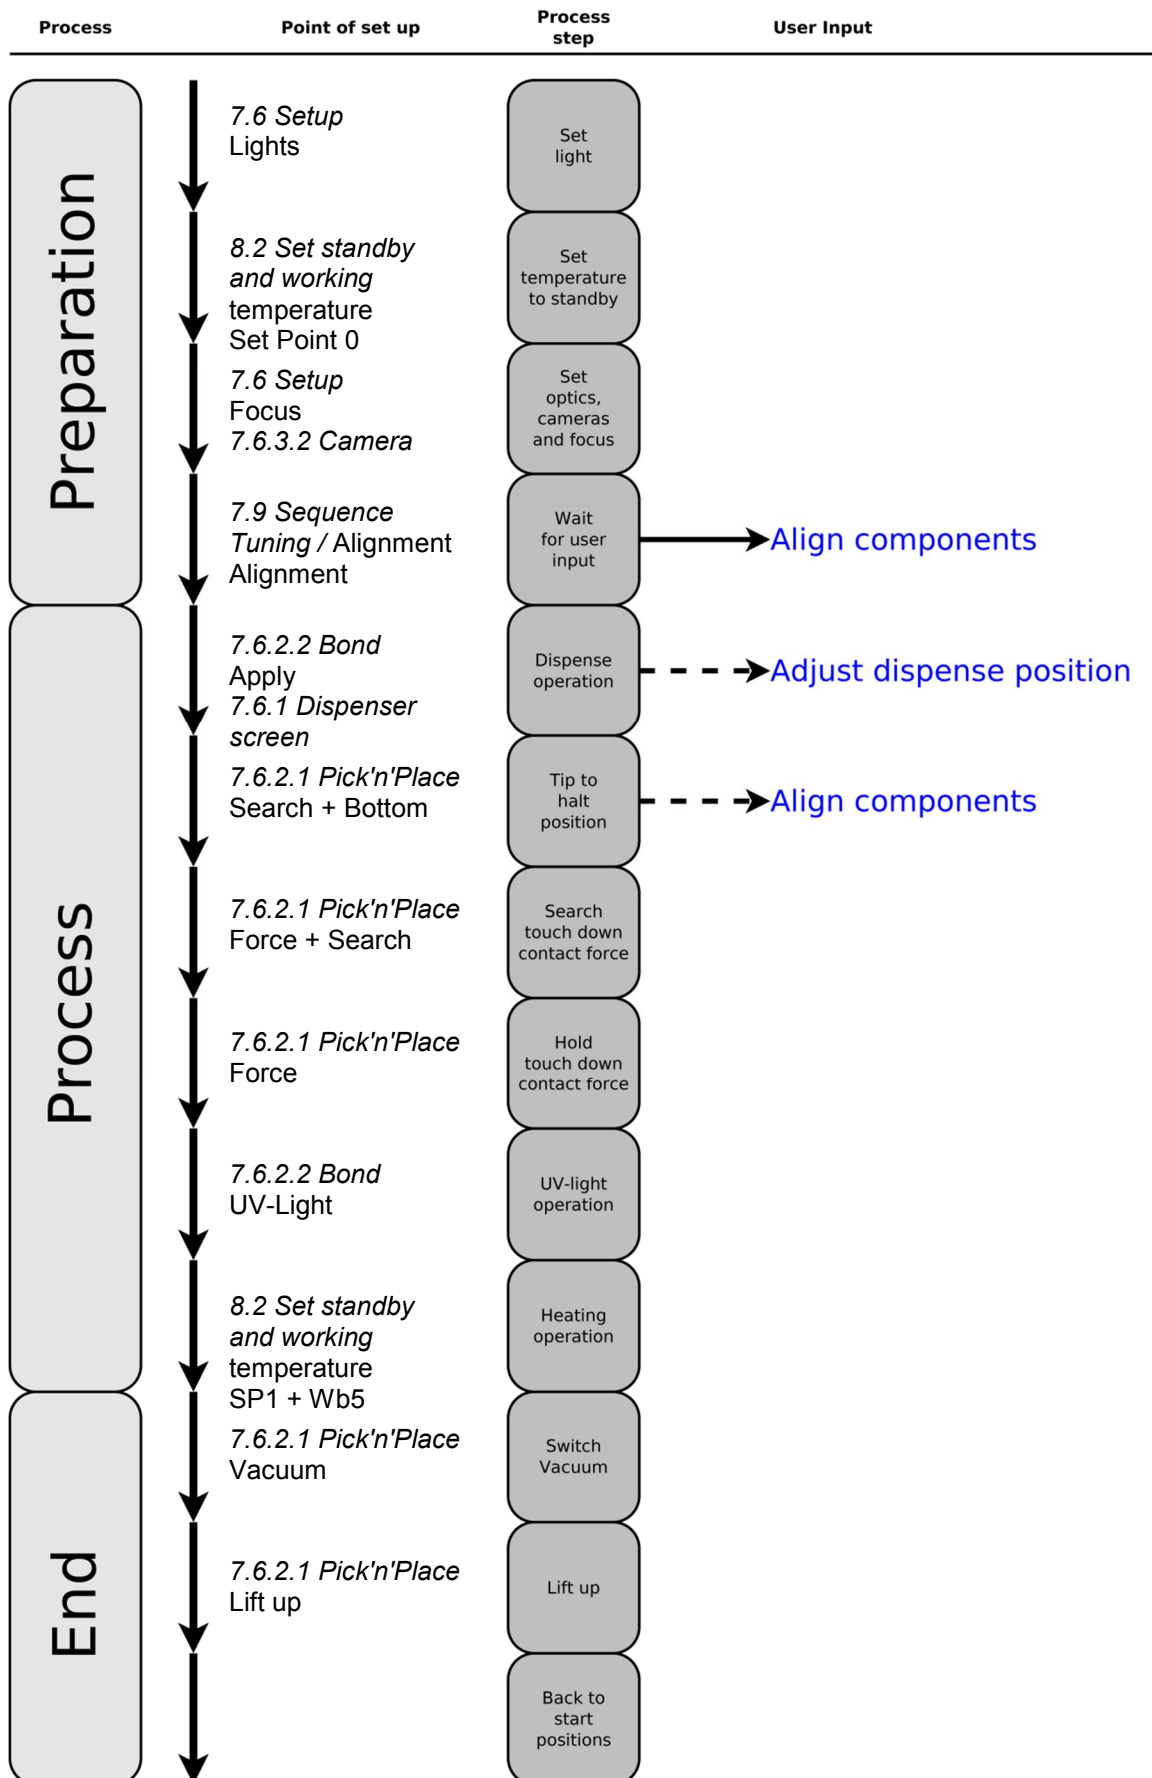 Process
Point of set up
Process
step
User Input
Preparation
7.6 Setup
Lights
Set
light
8.2 Set standby
and working
temperature
Set Point 0
Set
temperature
to standby
7.6 Setup
Focus
7.6.3.2 Camera
Set
optics,
cameras
and focus
7.9 Sequence
Tuning / Alignment
Alignment
Wait
for user
input
Align components
Process
7.6.2.2 Bond
Apply
7.6.1 Dispenser
screen
Dispense
operation
Adjust dispense position
7.6.2.1 Pick'n'Place
Search + Bottom
Tip to
halt
position
Align components
7.6.2.1 Pick'n'Place
Force + Search
Search
touch down
contact force
7.6.2.1 Pick'n'Place
Force
Hold
touch down
contact force
7.6.2.2 Bond
UV-Light
UV-light
operation
8.2 Set standby
and working
temperature
SP1 + Wb5
Heating
operation
End
7.6.2.1 Pick'n'Place
Vacuum
Switch
Vacuum
7.6.2.1 Pick'n'Place
Lift up
Lift up
Back to
start
positions